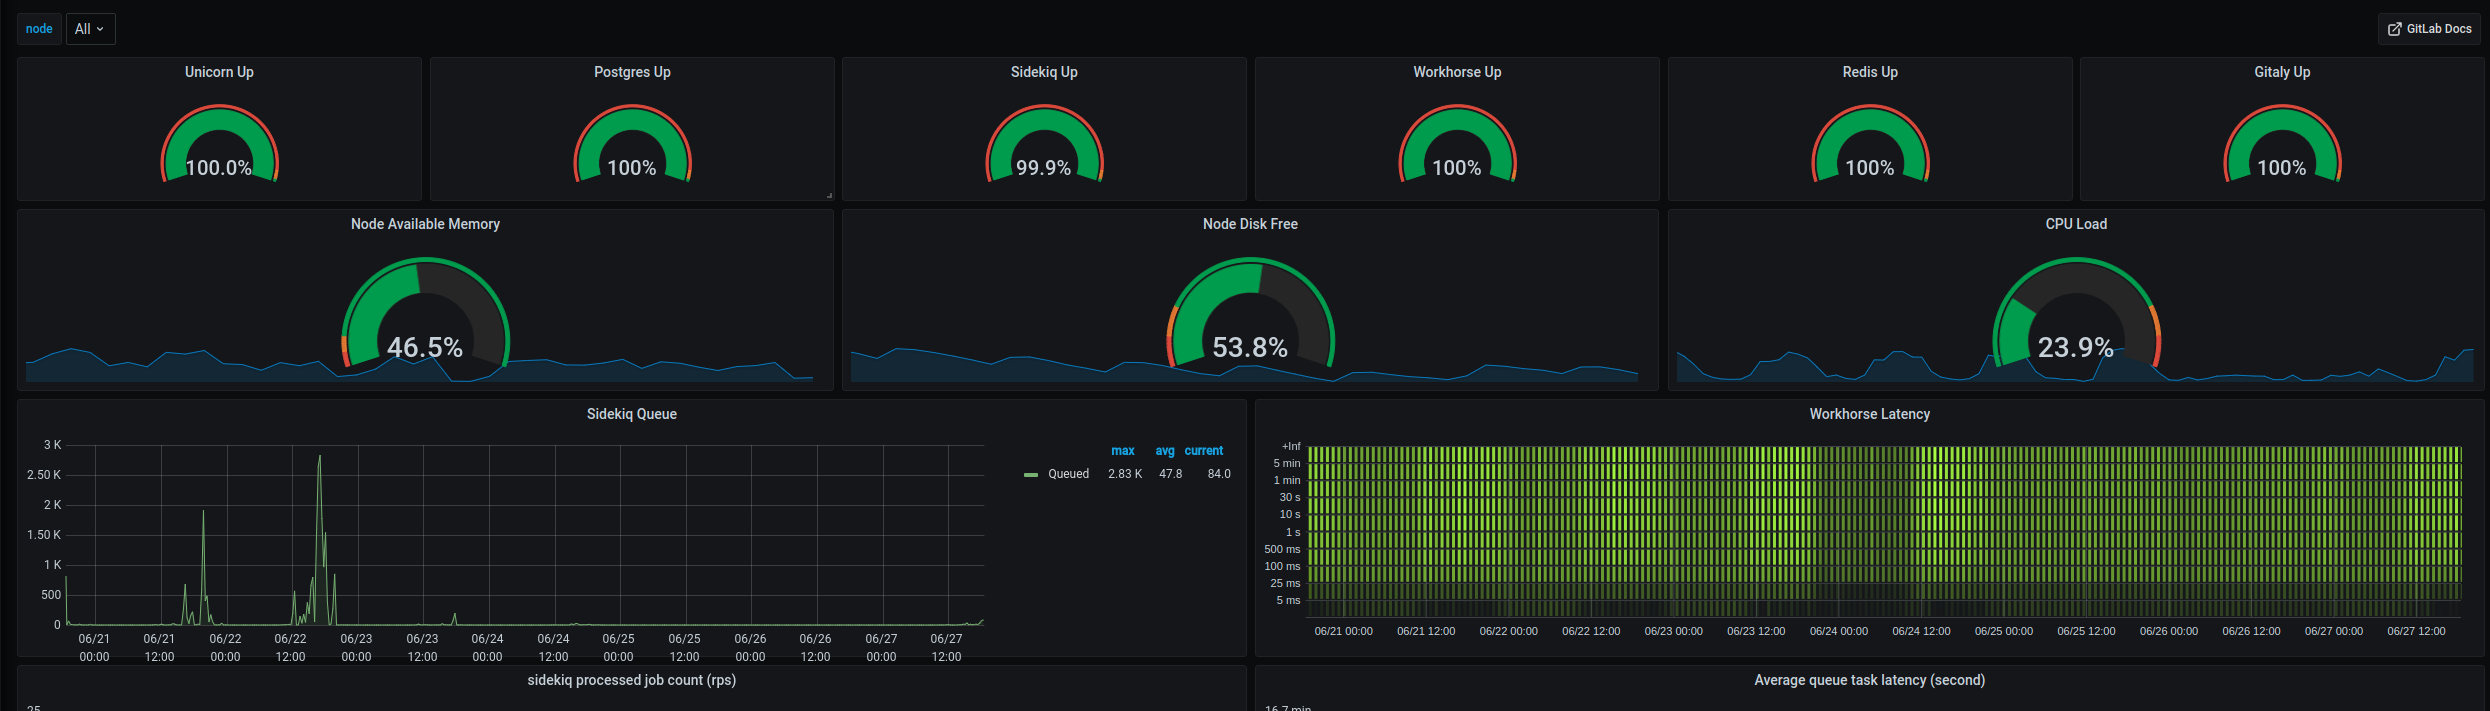 node All GitLab Docs
Unicorn Up Postgres Up Sidekiq Up Workhorse Up Redis Up Gitaly Up
100.0% 100% 99.9% 100% 100% 100%
Node Available Memory Node Disk Free CPU Load
46.5% 53.8% 23.9%
Sidekiq Queue
3 K
2.50 K
2 K
1.50 K
1 K
500
0
06/21 06/21 06/22 06/22 06/23 06/23 06/24 06/24 06/25 06/25 06/26 06/26 06/27 06/27
00:00 12:00 00:00 12:00 00:00 12:00 00:00 12:00 00:00 12:00 00:00 12:00 00:00 12:00
max avg current
Queued 2.83 K 47.8 84.0
Workhorse Latency
+Inf
5 min
1 min
30 s
10 s
1 s
500 ms
100 ms
25 ms
5 ms
06/21 00:00 06/21 12:00 06/22 00:00 06/22 12:00 06/23 00:00 06/23 12:00 06/24 00:00 06/24 12:00 06/25 00:00 06/25 12:00 06/26 00:00 06/26 12:00 06/27 00:00 06/27 12:00
sidekiq processed job count (rps)
25
Average queue task latency (second)
16.7 min